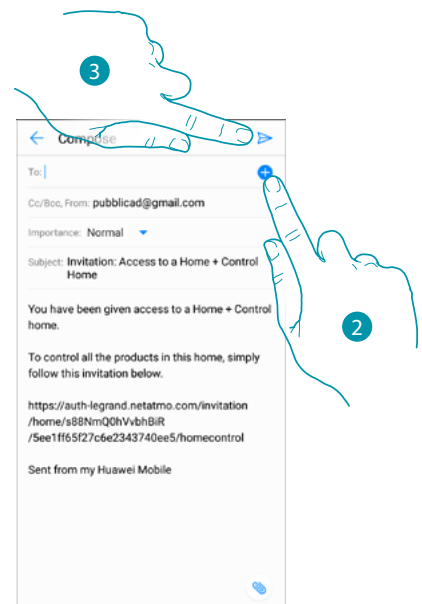 3
Compose
To:
Cc/Bcc, From: pubblicad@gmail.com
Importance: Normal
Subject: Invitation: Access to a Home + Control
Home
You have been given access to a Home + Control
home.
To control all the products in this home, simply
follow this invitation below.
https://auth-legrand.netatmo.com/invitation
/home/s88NmQ0hVvbhBiR
/5ee1ff65f27c6e2343740ee5/homecontrol
Sent from my Huawei Mobile
2